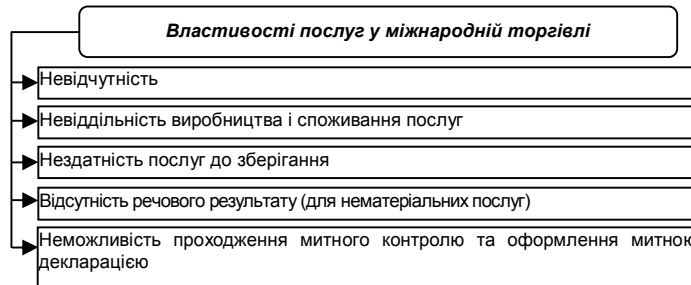 Властивості послуг у міжнародній торгівлі
Невідчутність
Невіддільність виробництва і споживання послуг
Нездатність послуг до зберігання
Відсутність речового результату (для нематеріальних послуг)
Неможливість проходження митного контролю та оформлення митною
декларацією